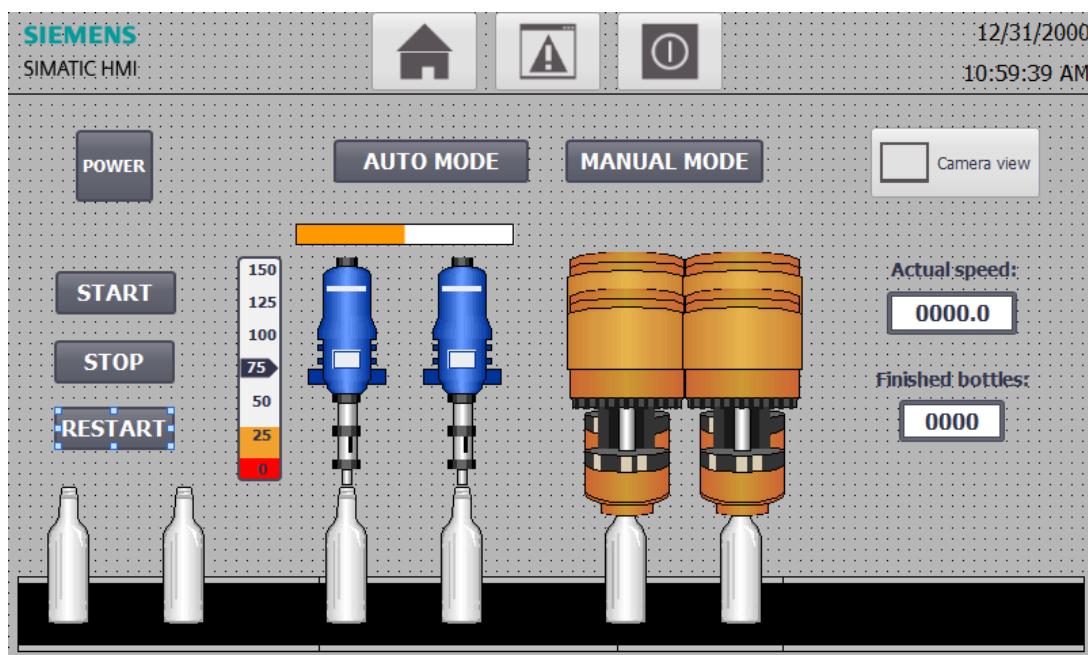 SIEMENS
SIMATIC HMI
12/31/2000
10:59:39 AM
POWER
AUTO MODE
MANUAL MODE
Camera view
START
STOP
RESTART
150
125
100
75
50
25
0
Actual speed:
0000.0
Finished bottles:
0000